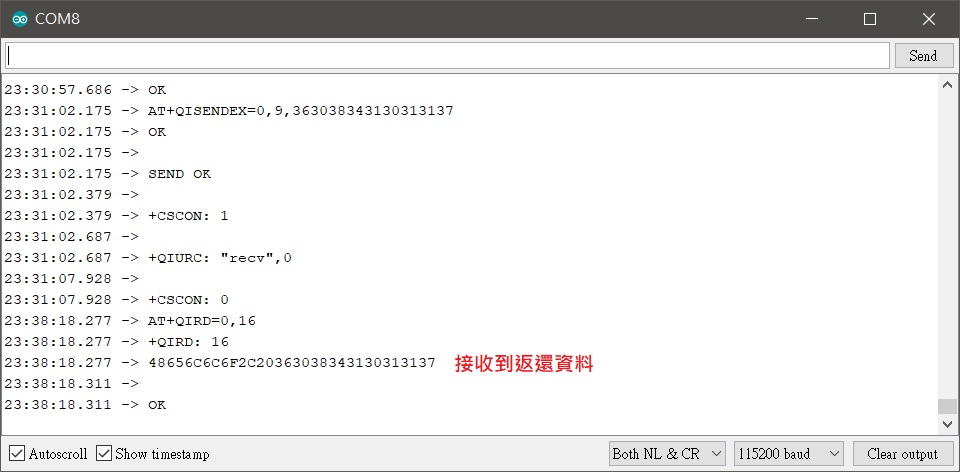 COM8
Send
23:30:57.686 -> OK
23:31:02.175 -> AT+QISENDEX=0,9,363038343130313137
23:31:02.175 -> OK
23:31:02.175 ->
23:31:02.175 -> SEND OK
23:31:02.379 ->
23:31:02.379 -> +CSCON: 1
23:31:02.687 ->
23:31:02.687 -> +QIURC: "recv",0
23:31:07.928 ->
23:31:07.928 -> +CSCON: 0
23:38:18.277 -> AT+QIRD=0,16
23:38:18.277 -> +QIRD: 16
23:38:18.277 -> 48656C6C6F2C20363038343130313137 接收到返還資料
23:38:18.311 ->
23:38:18.311 -> OK
Autoscroll Show timestamp Both NL & CR 115200 baud Clear output